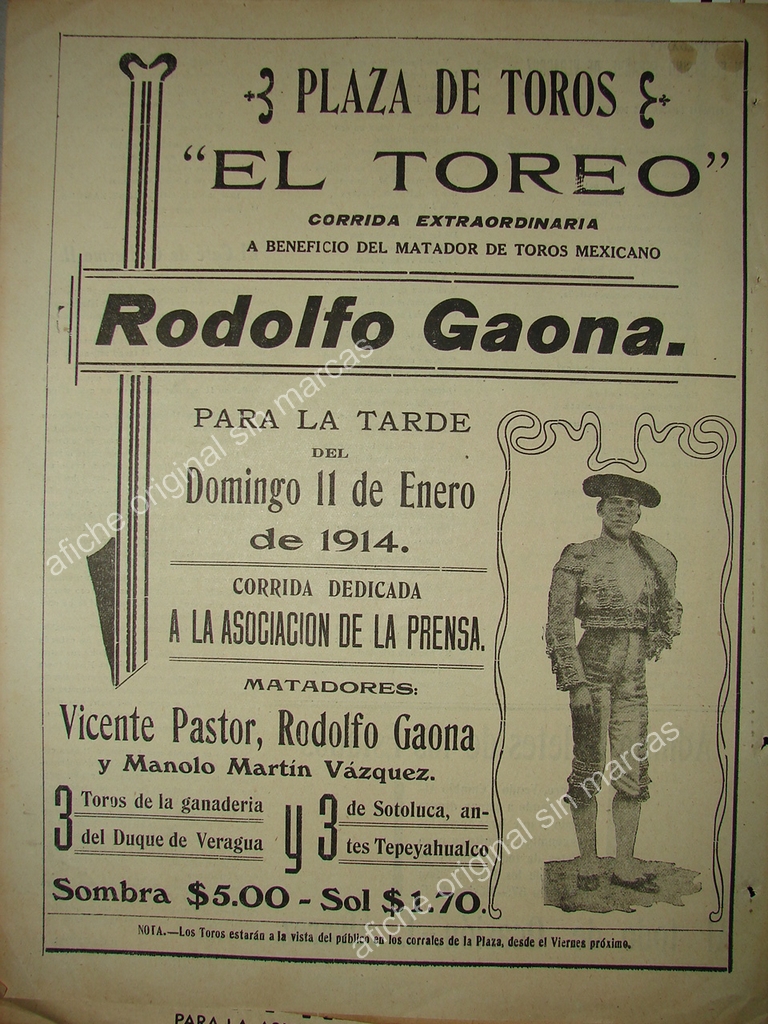 PLAZA DE TOROS
"EL TOREO"
CORRIDA EXTRAORDINARIA
A BENEFICIO DEL MATADOR DE TOROS MEXICANO
Rodolfo Gaona.
PARA LA TARDE
DEL
Domingo 11 de Enero
de 1914.
CORRIDA DEDICADA
A LA ASOCIACION DE LA PRENSA.
MATADORES:
Vicente Pastor, Rodolfo Gaona
y Manolo Martín Vázquez.
3 Toros de la ganaderia
del Duque de Veragua
y 3 de Sotoluca, an-
tes Tepeyahualco
Sombra $5.00 - Sol $1.70.
NOTA.—Los Toros estarán a la vista del público en los corrales de la Plaza, desde el Viernes próximo.
afiche original sin marcas
afiche original sin marcas
PARA LA